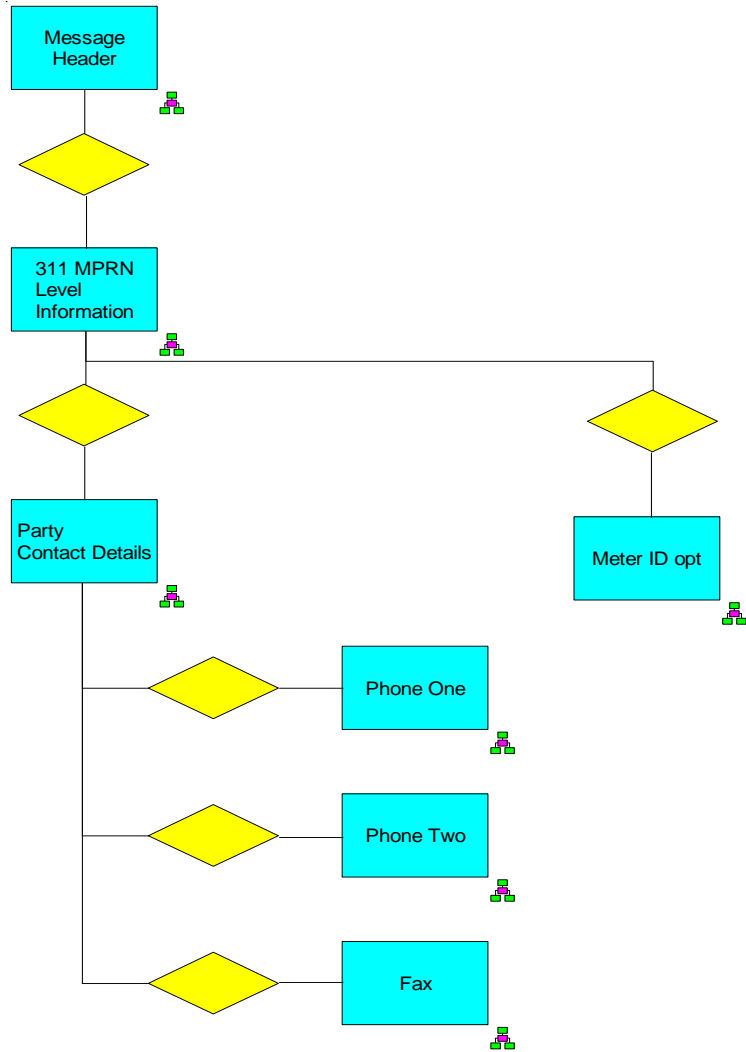 Message
Header
311 MPRN
Level
Information
Party
Contact Details
Meter ID opt
Phone One
Phone Two
Fax